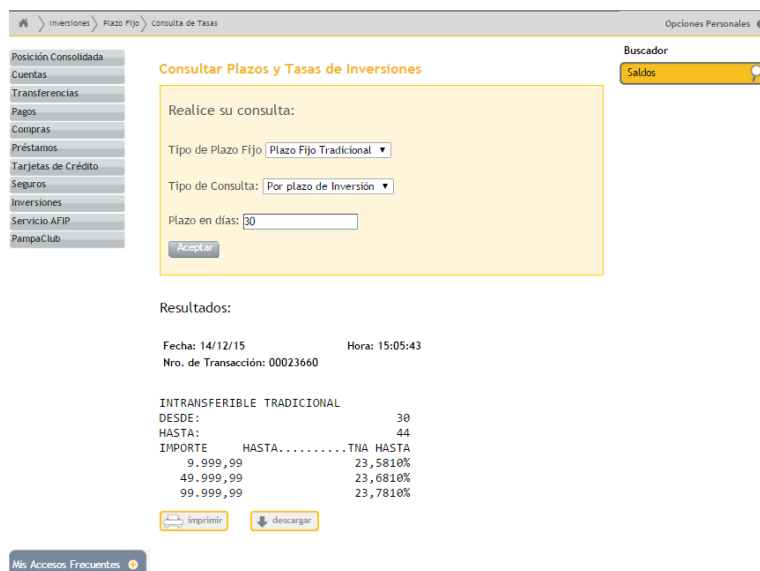 Inversiones Plazo Fijo Consulta de Tasas
Opciones Personales
Posición Consolidada
Cuentas
Transferencias
Pagos
Compras
Préstamos
Tarjetas de Crédito
Seguros
Inversiones
Servicio AFIP
PampaClub
Consultar Plazos y Tasas de Inversiones
Realice su consulta:
Tipo de Plazo Fijo Plazo Fijo Tradicional
Tipo de Consulta: Por plazo de Inversión
Plazo en días: 30
Aceptar
Buscador
Saldos
Resultados:
Fecha: 14/12/15 Hora: 15:05:43
Nro. de Transacción: 00023660
INTRANSFERIBLE TRADICIONAL
DESDE: 30
HASTA: 44
IMPORTE HASTA..........TNA HASTA
9.999,99 23,5810%
49.999,99 23,6810%
99.999,99 23,7810%
imprimir descargar
Mis Accesos Frecuentes